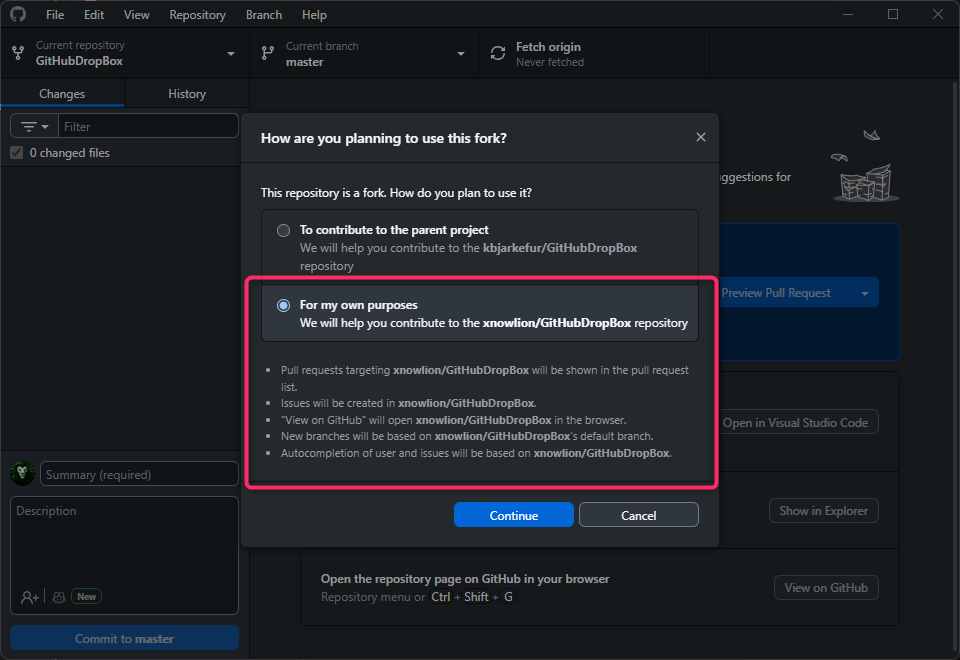 File Edit View Repository Branch Help
Current repository
GitHubDropBox
Current branch
master
Fetch origin
Never fetched
Changes
History
Filter
0 changed files
How are you planning to use this fork?
This repository is a fork. How do you plan to use it?
To contribute to the parent project
We will help you contribute to the kbjarkefur/GitHubDropBox
repository
For my own purposes
We will help you contribute to the xnowlion/GitHubDropBox repository
Pull requests targeting xnowlion/GitHubDropBox will be shown in the pull request
list.
Issues will be created in xnowlion/GitHubDropBox.
"View on GitHub" will open xnowlion/GitHubDropBox in the browser.
New branches will be based on xnowlion/GitHubDropBox's default branch.
Autocompletion of user and issues will be based on xnowlion/GitHubDropBox.
Continue
Cancel
for
Preview Pull Request
Open in Visual Studio Code
Show in Explorer
Open the repository page on GitHub in your browser
Repository menu or Ctrl + Shift + G
View on GitHub
Summary (required)
Description
New
Commit to master